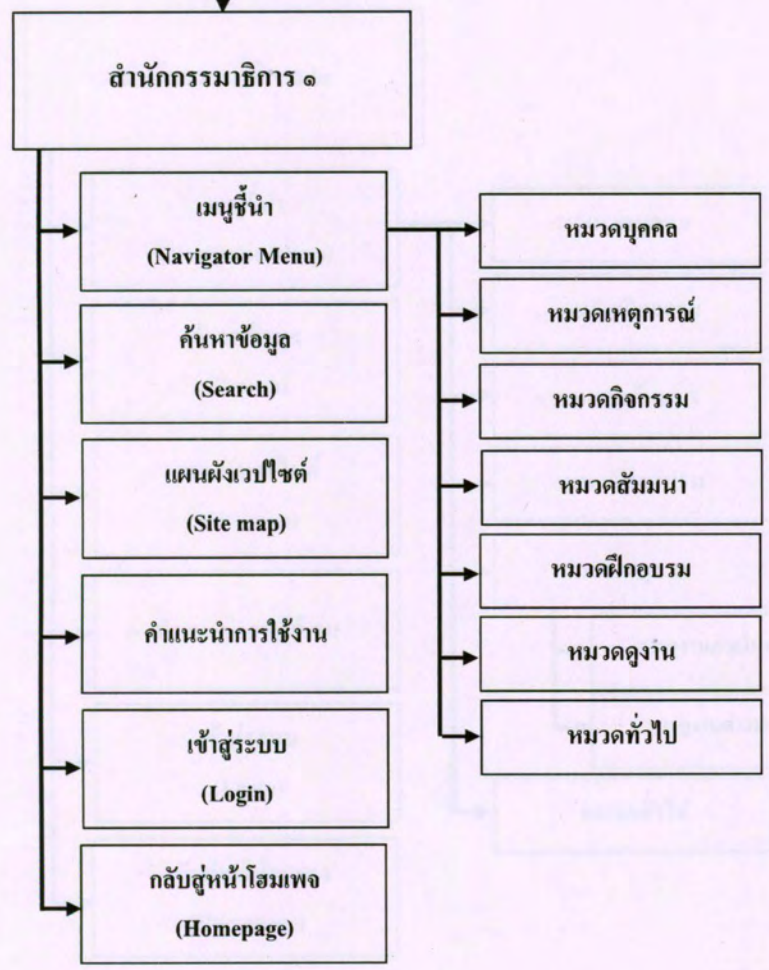 สำนักกรรมาธิการ ๑
เมนูชี้นำ
(Navigator Menu)
ค้นหาข้อมูล
(Search)
แผนผังเวปไซต์
(Site map)
คำแนะนำการใช้งาน
เข้าสู่ระบบ
(Login)
กลับสู่หน้าโฮมเพจ
(Homepage)
หมวดบุคคล
หมวดเหตุการณ์
หมวดกิจกรรม
หมวดสัมมนา
หมวดฝึกอบรม
หมวดดูงาน
หมวดทั่วไป